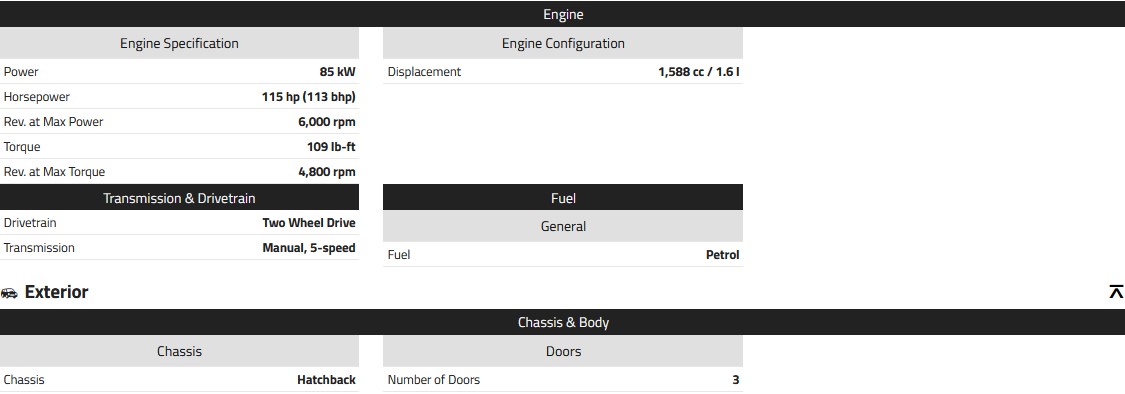 Engine
Engine Specification
Power 85 kW
Horsepower 115 hp (113 bhp)
Rev. at Max Power 6,000 rpm
Torque 109 lb-ft
Rev. at Max Torque 4,800 rpm
Engine Configuration
Displacement 1,588 cc / 1.6 l
Transmission & Drivetrain
Drivetrain Two Wheel Drive
Transmission Manual, 5-speed
Fuel
General
Fuel Petrol
Exterior
Chassis & Body
Chassis
Chassis Hatchback
Doors
Number of Doors 3